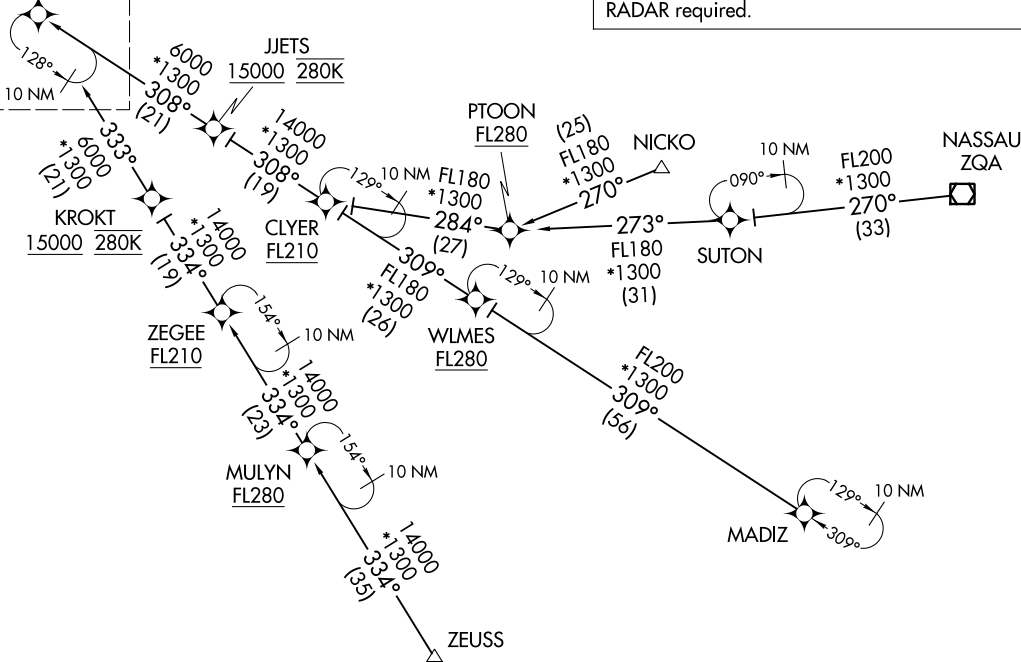 RADAR required.
128°
10 NM
6000
*1300
308°
(21)
JJETS
15000 280K
14000
*1300
308°
(19)
PTOON
FL280
(25)
FL180
*1300
270°
NICKO
10 NM
090°
FL200
*1300
270°
(33)
NASSAU
ZQA
333°
6000
*1300
(21)
KROKT
15000 280K
129°
10 NM
CLYER
FL210
FL180
*1300
284°
(27)
273°
FL180
*1300
(31)
SUTON
14000
*1300
334°
(19)
309°
FL180
*1300
(26)
129°
10 NM
WLMES
FL280
ZEGEE
FL210
154°
10 NM
FL200
*1300
309°
(56)
14000
*1300
334°
(23)
MULYN
FL280
154°
10 NM
MADIZ
129°
10 NM
309°
14000
*1300
334°
(35)
ZEUSS